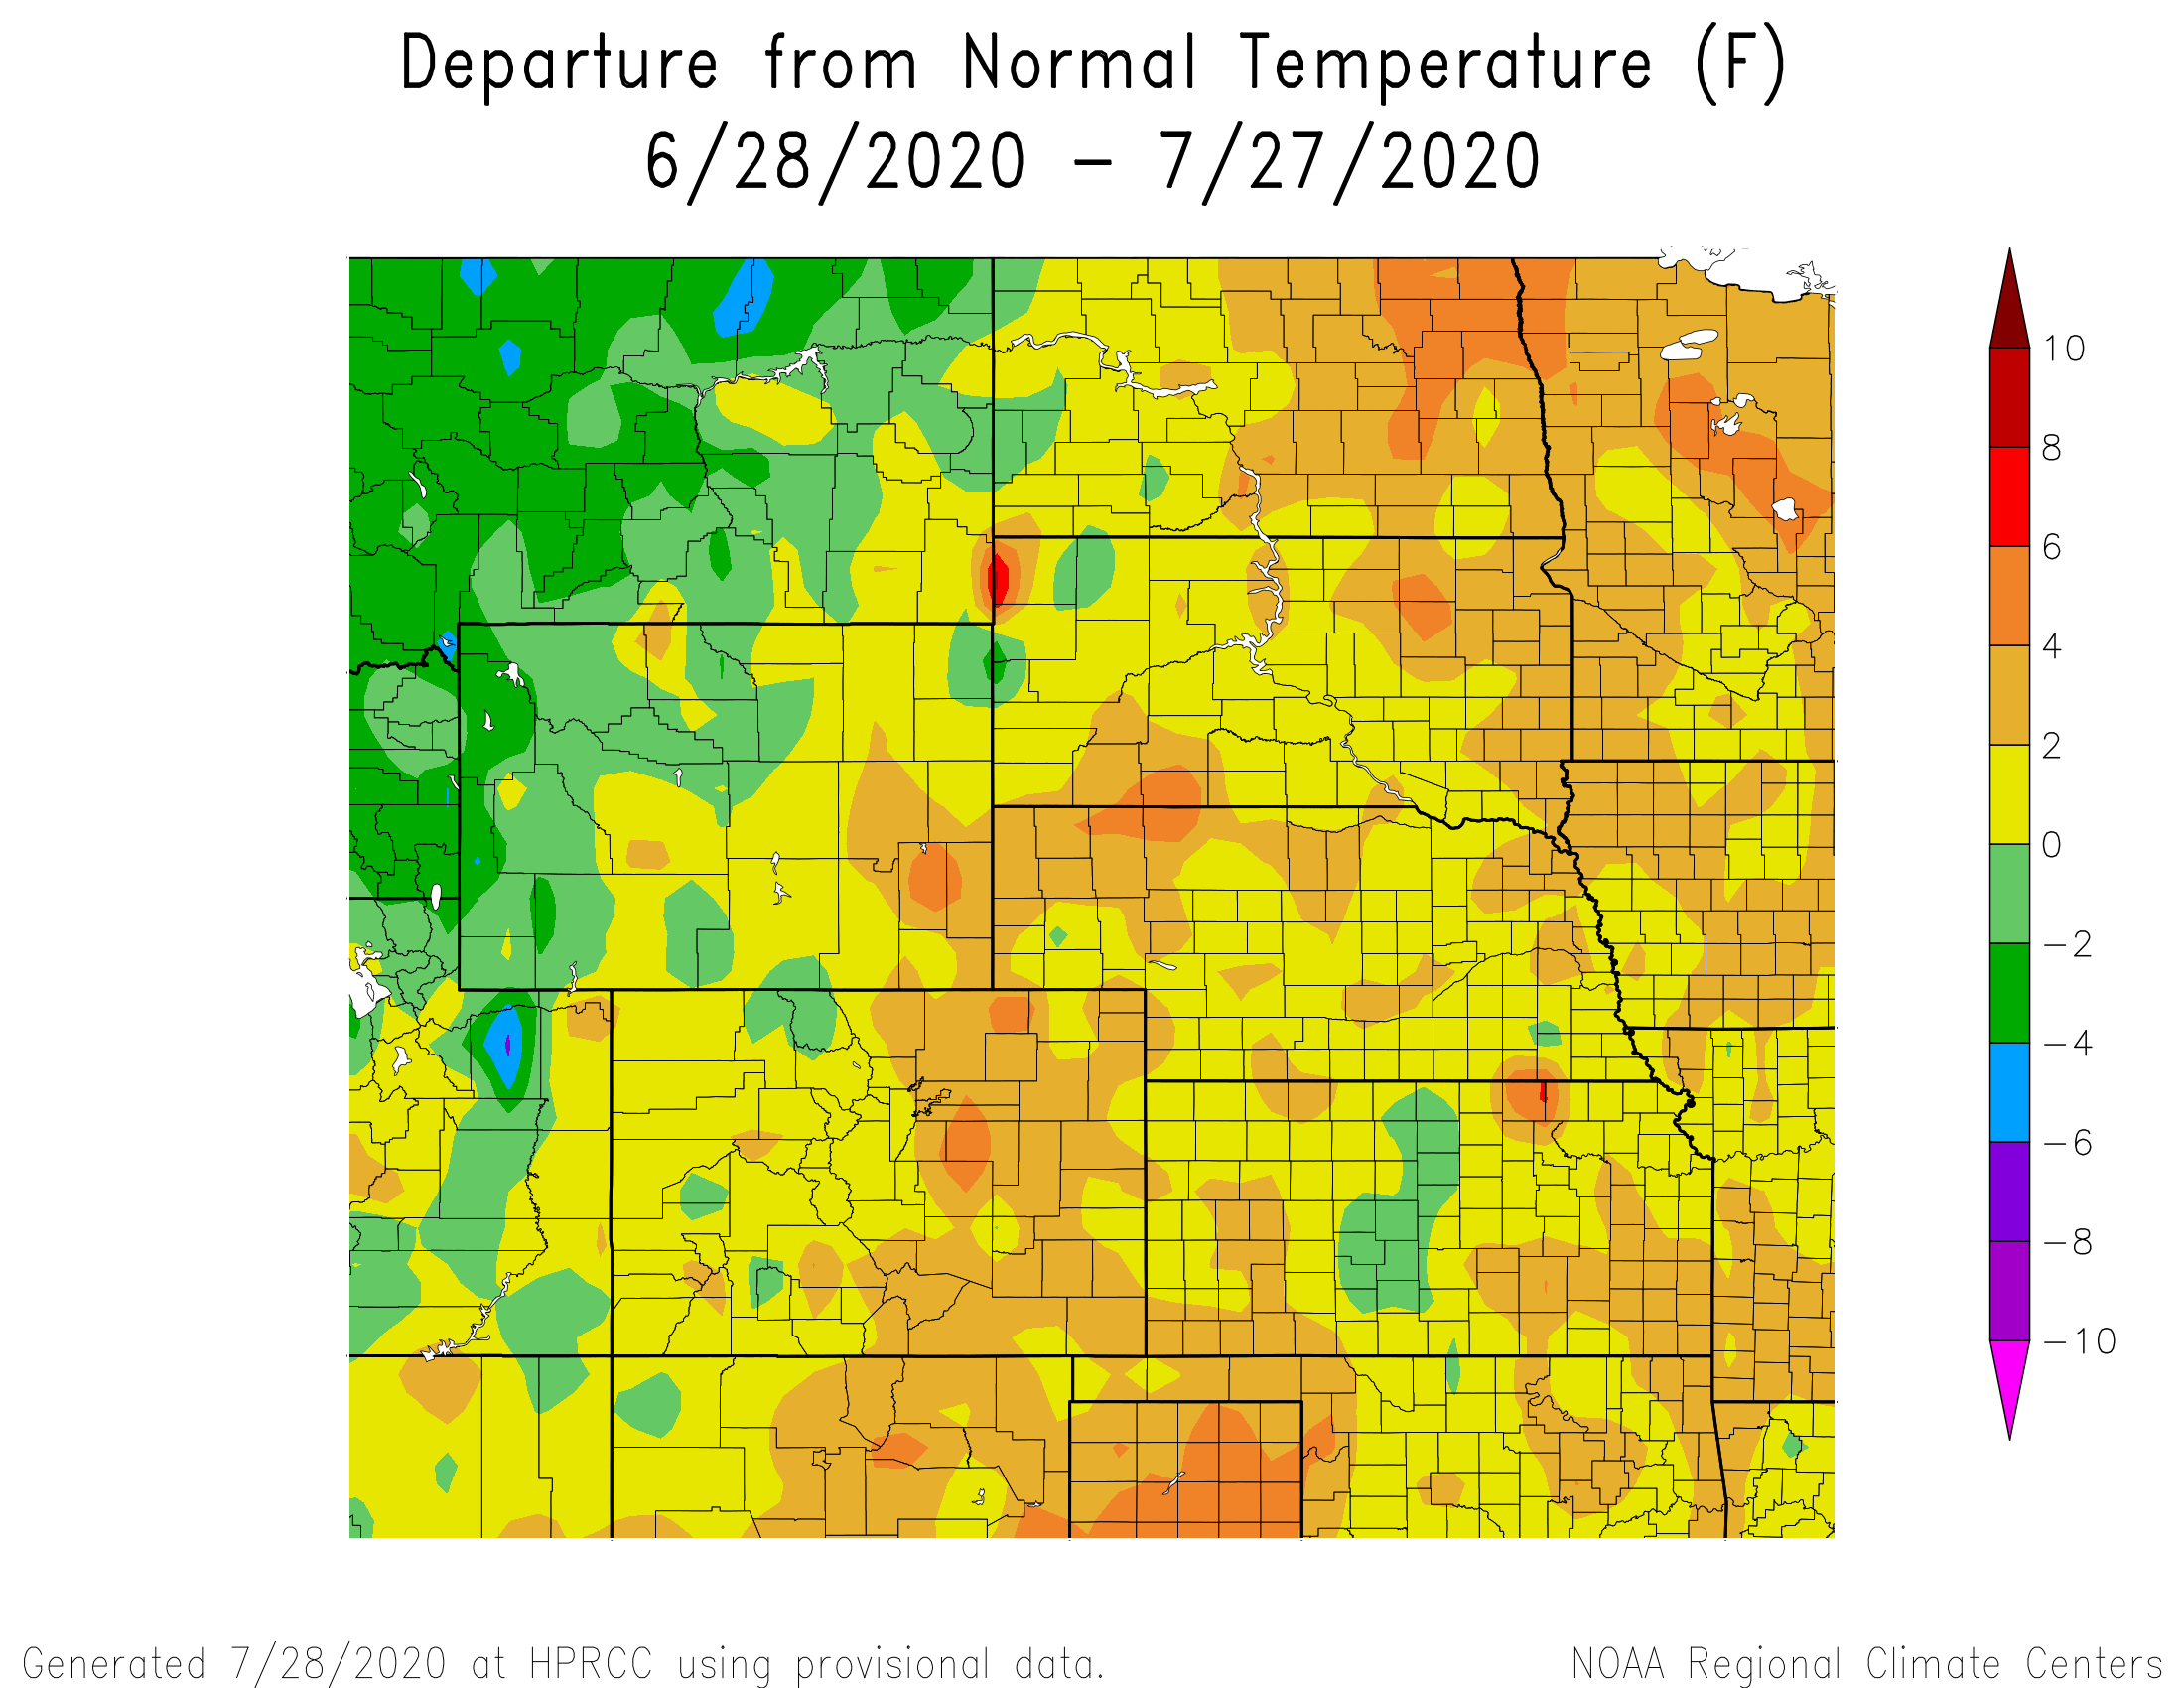 Departure from Normal Temperature (F)
6/28/2020 – 7/27/2020
10
8
6
4
2
0
−2
−4
−6
−8
−10
Generated 7/28/2020 at HPRCC using provisional data.
NOAA Regional Climate Centers